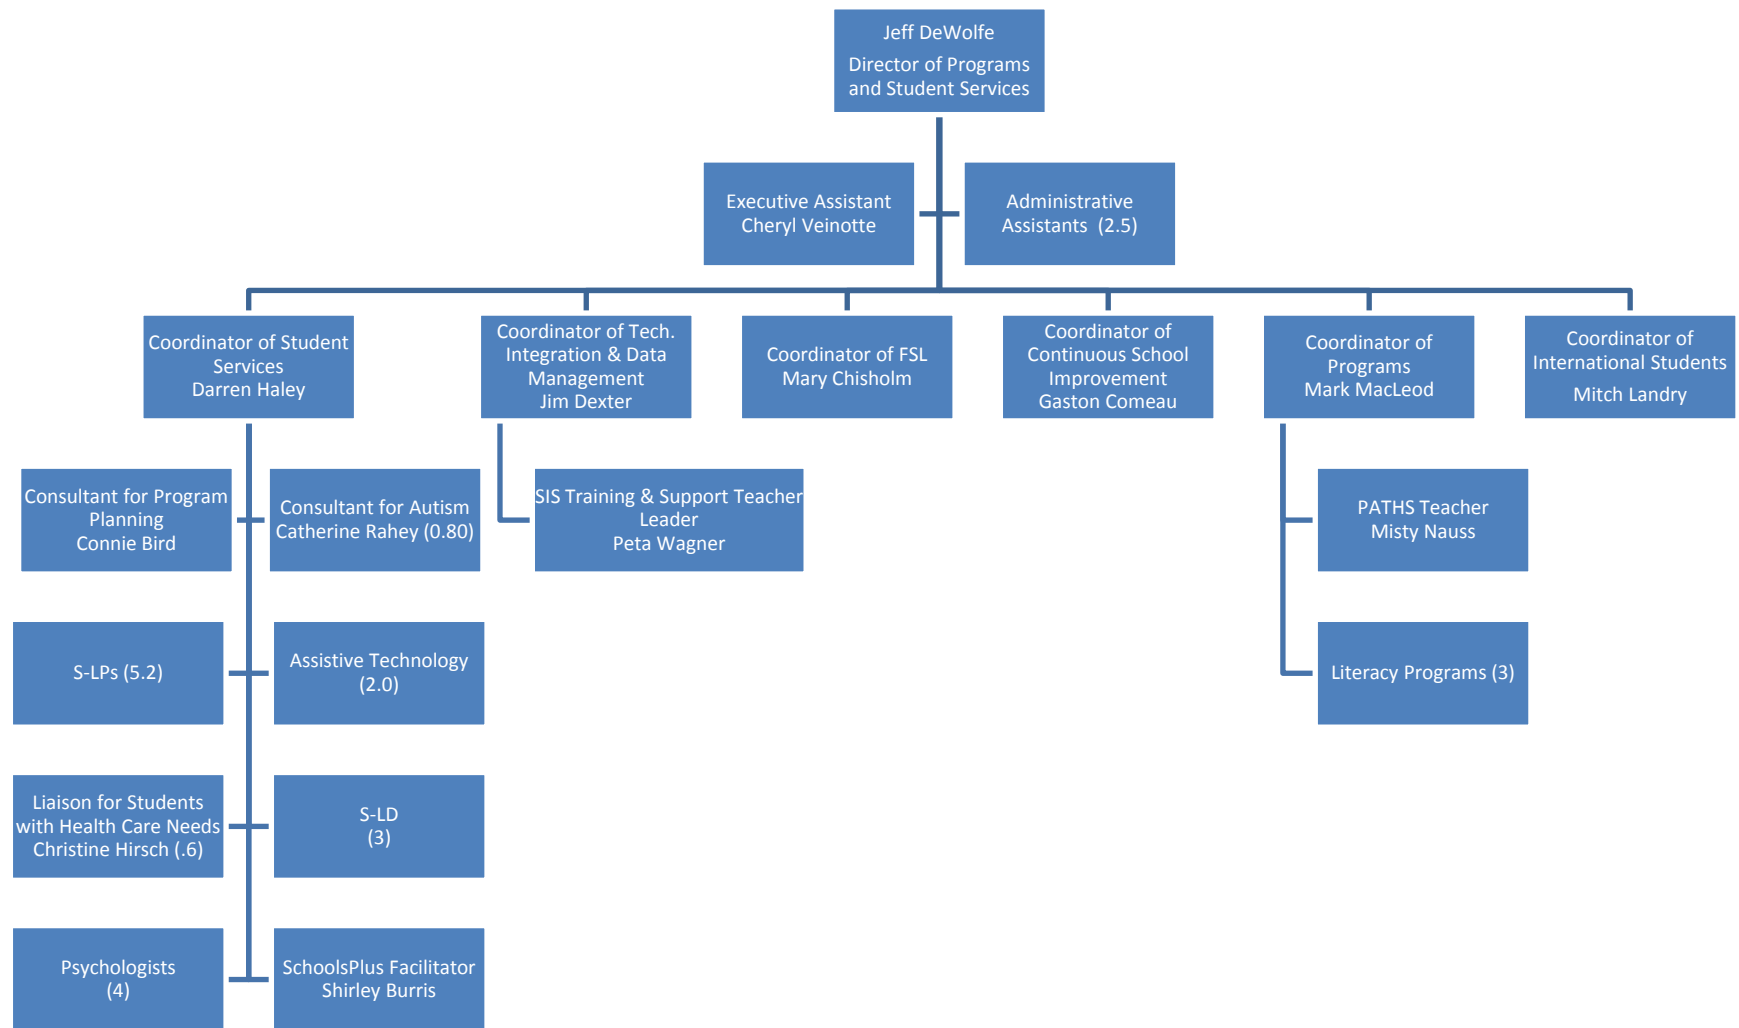 Jeff DeWolfe
Director of Programs
and Student Services
Executive Assistant
Cheryl Veinotte
Administrative
Assistants (2.5)
Coordinator of Student
Services
Darren Haley
Coordinator of Tech.
Integration & Data
Management
Jim Dexter
Coordinator of FSL
Mary Chisholm
Coordinator of
Continuous School
Improvement
Gaston Comeau
Coordinator of
Programs
Mark MacLeod
Coordinator of
International Students
Mitch Landry
Consultant for Program
Planning
Connie Bird
Consultant for Autism
Catherine Rahey (0.80)
SIS Training & Support Teacher
Leader
Peta Wagner
PATHS Teacher
Misty Nauss
S-LPs (5.2)
Assistive Technology
(2.0)
Literacy Programs (3)
Liaison for Students
with Health Care Needs
Christine Hirsch (.6)
S-LD
(3)
Psychologists
(4)
SchoolsPlus Facilitator
Shirley Burris